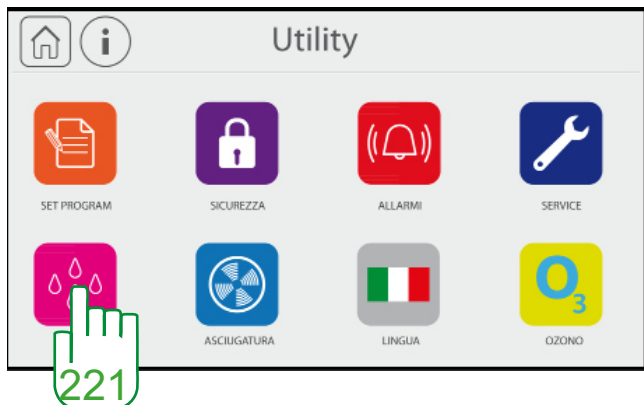 i
Utility
SET PROGRAM
SICUREZZA
ALLARMI
SERVICE
O3
ASCIUGATURA
LINGUA
OZONO
221